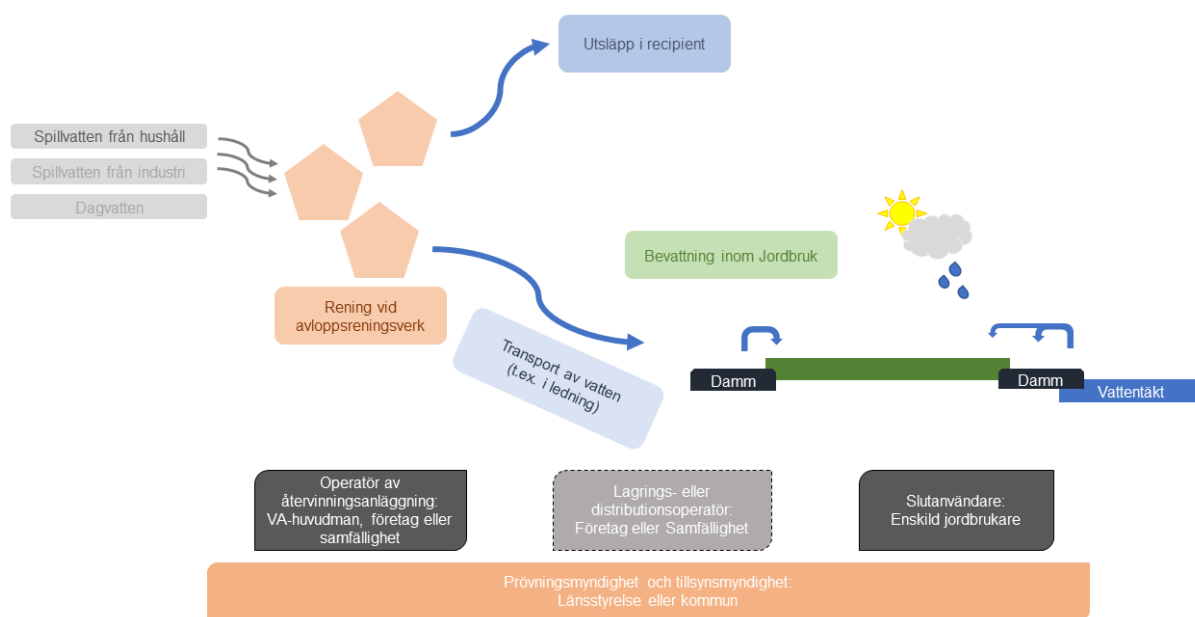 Utsläpp i recipient
Spillvatten från hushåll
Spillvatten från industri
Dagvatten
Bevattning inom Jordbruk
Rening vid
avloppsreningsverk
Transport av vatten
(t.ex. i ledning)
Damm
Damm
Vattentäkt
Operatör av
återvinningsanläggning:
VA-huvudman, företag eller
samfällighet
Lagrings- eller
distributionsoperatör:
Företag eller Samfällighet
Slutanvändare:
Enskild jordbrukare
Prövningsmyndighet och tillsynsmyndighet:
Länsstyrelse eller kommun